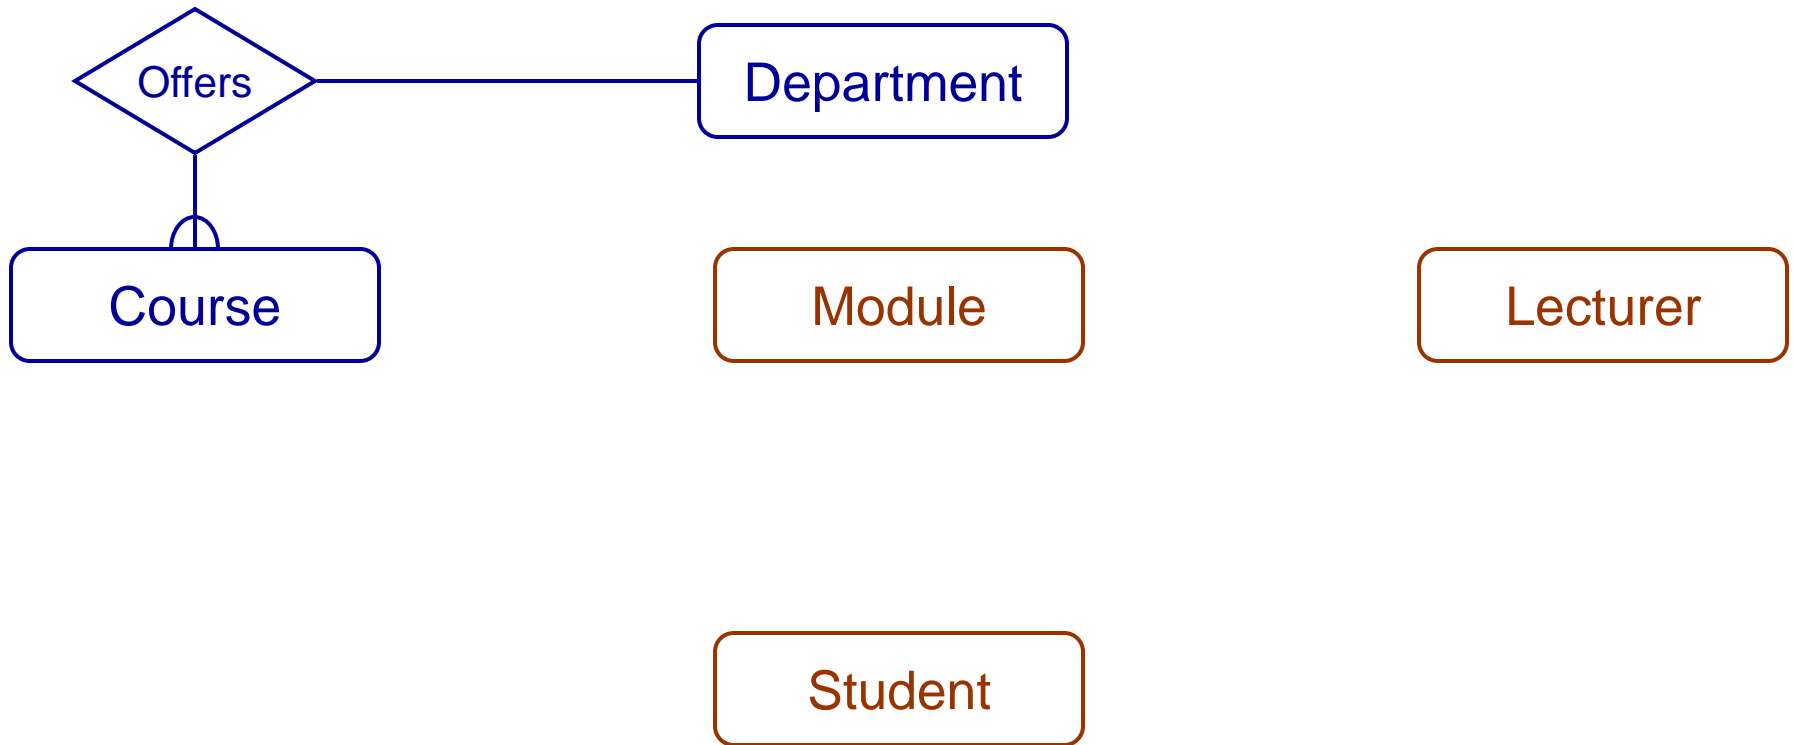 Offers
Department
Course
Module
Lecturer
Student